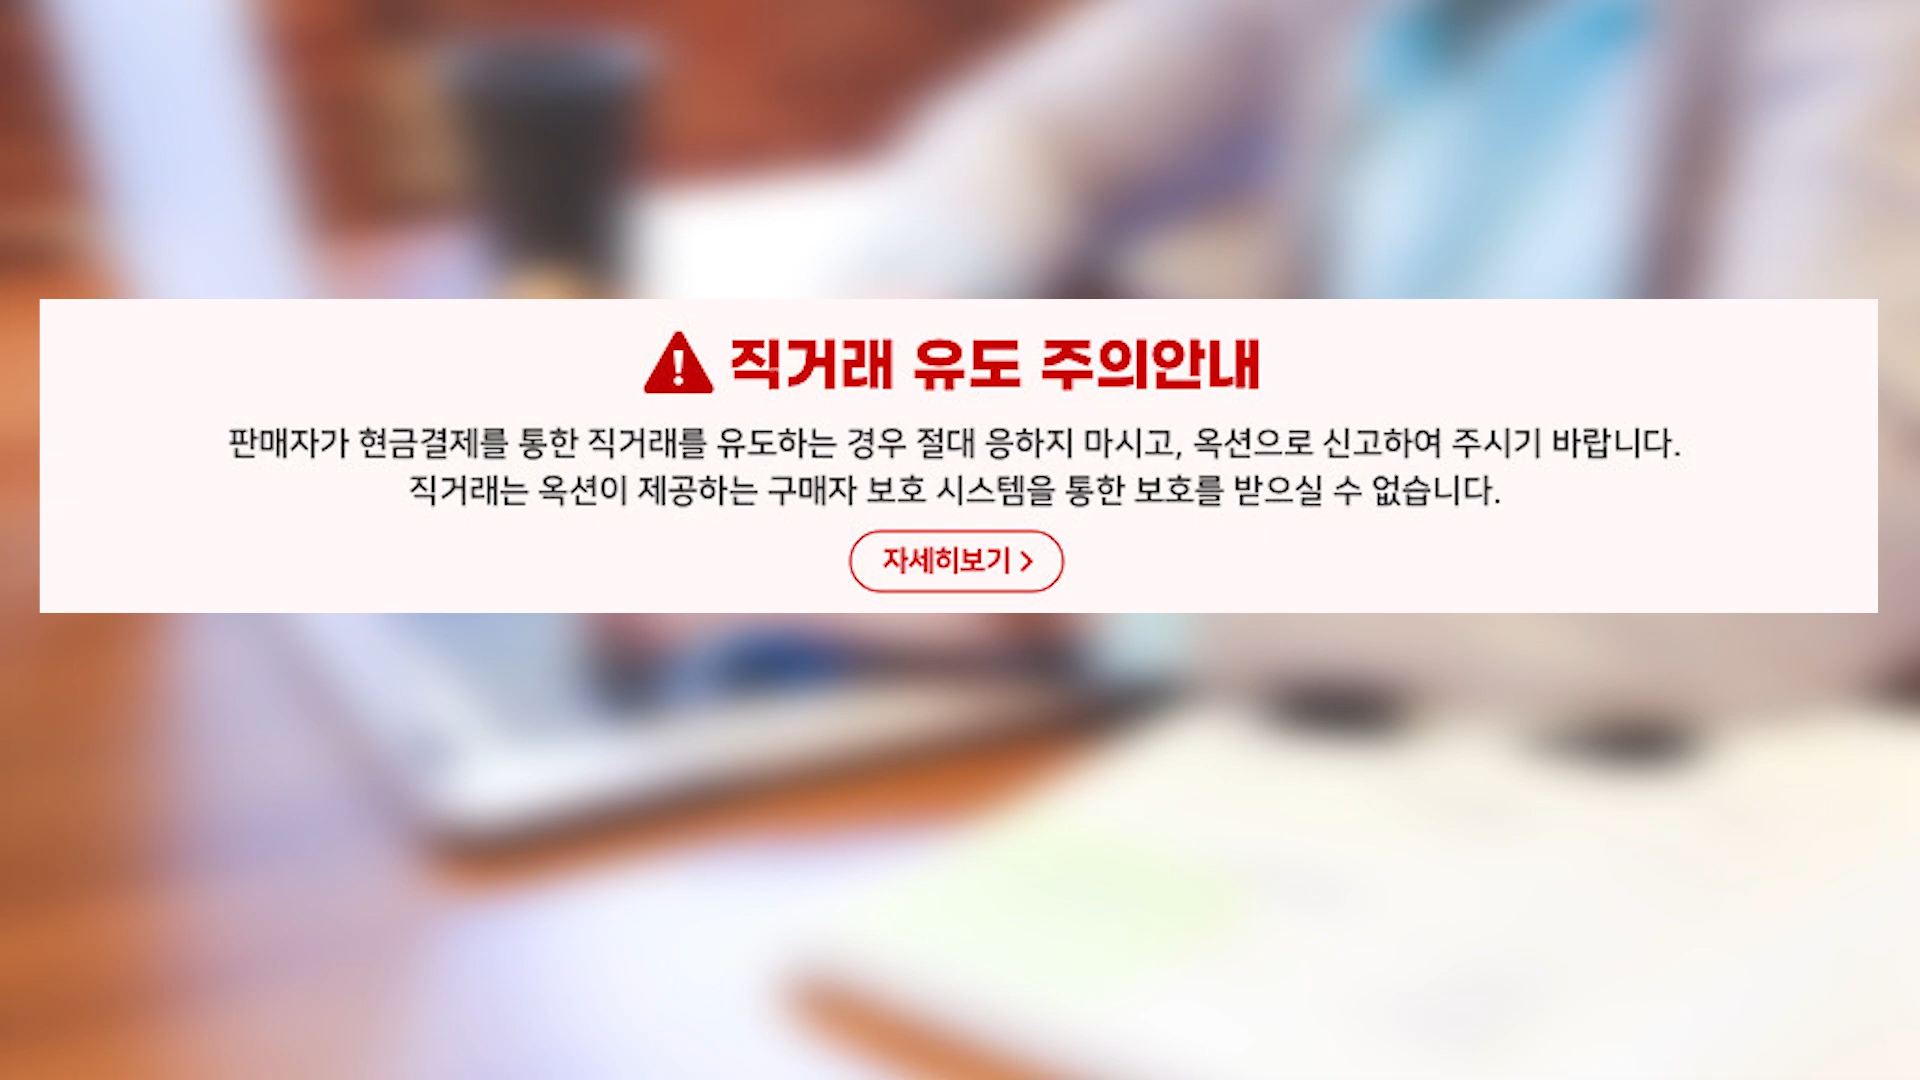 직거래 유도 주의안내
판매자가 현금결제를 통한 직거래를 유도하는 경우 절대 응하지 마시고, 옥션으로 신고하여 주시기 바랍니다.
직거래는 옥션이 제공하는 구매자 보호 시스템을 통한 보호를 받으실 수 없습니다.
자세히보기 >